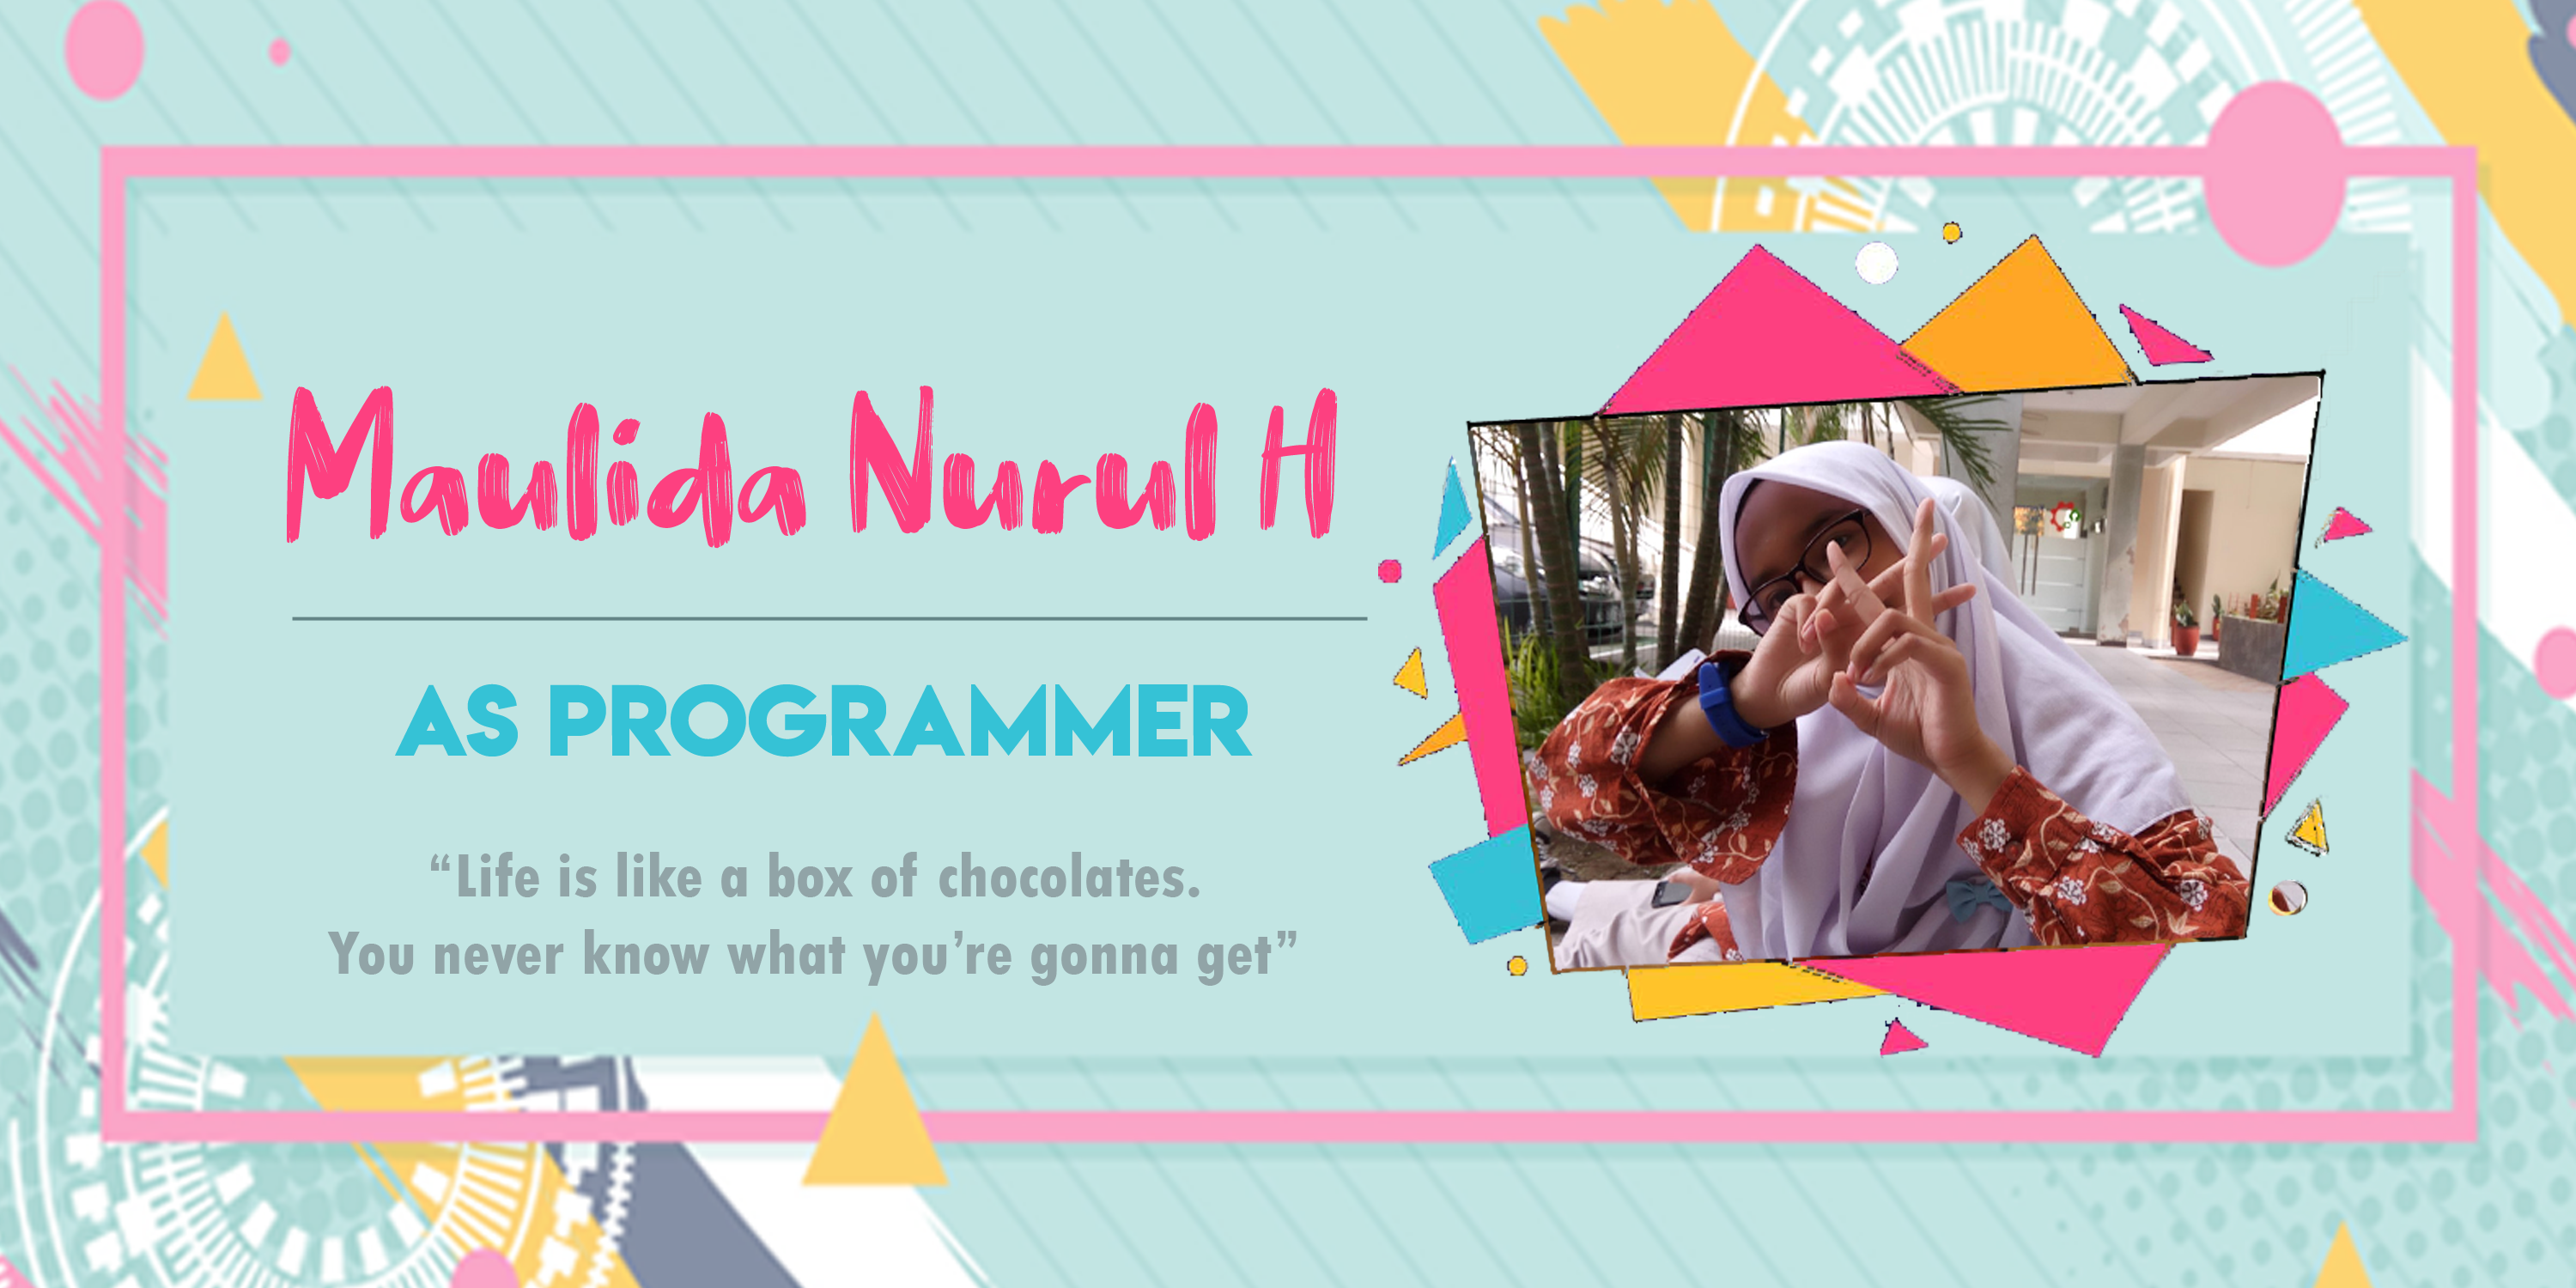 Maulida Nurul H
AS PROGRAMMER
“Life is like a box of chocolates.
You never know what you’re gonna get”